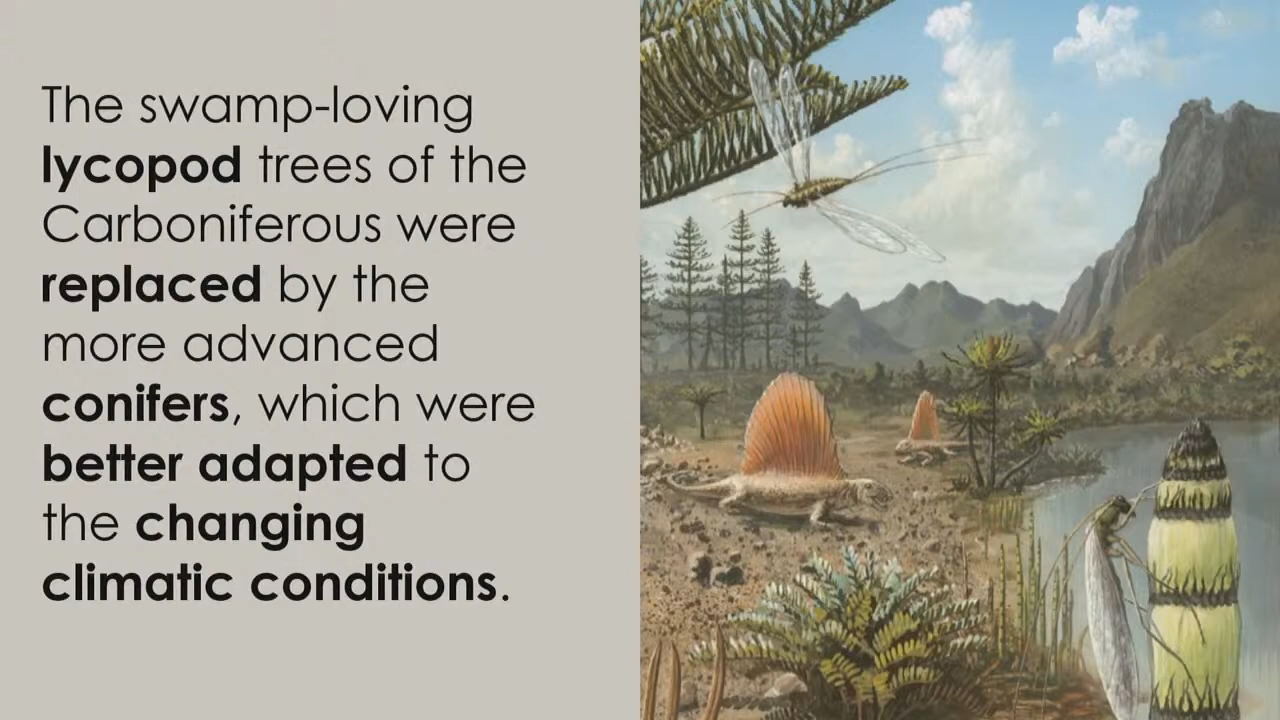 The swamp-loving
lycopod trees of the
Carboniferous were
replaced by the
more advanced
conifers, which were
better adapted to
the changing
climatic conditions.